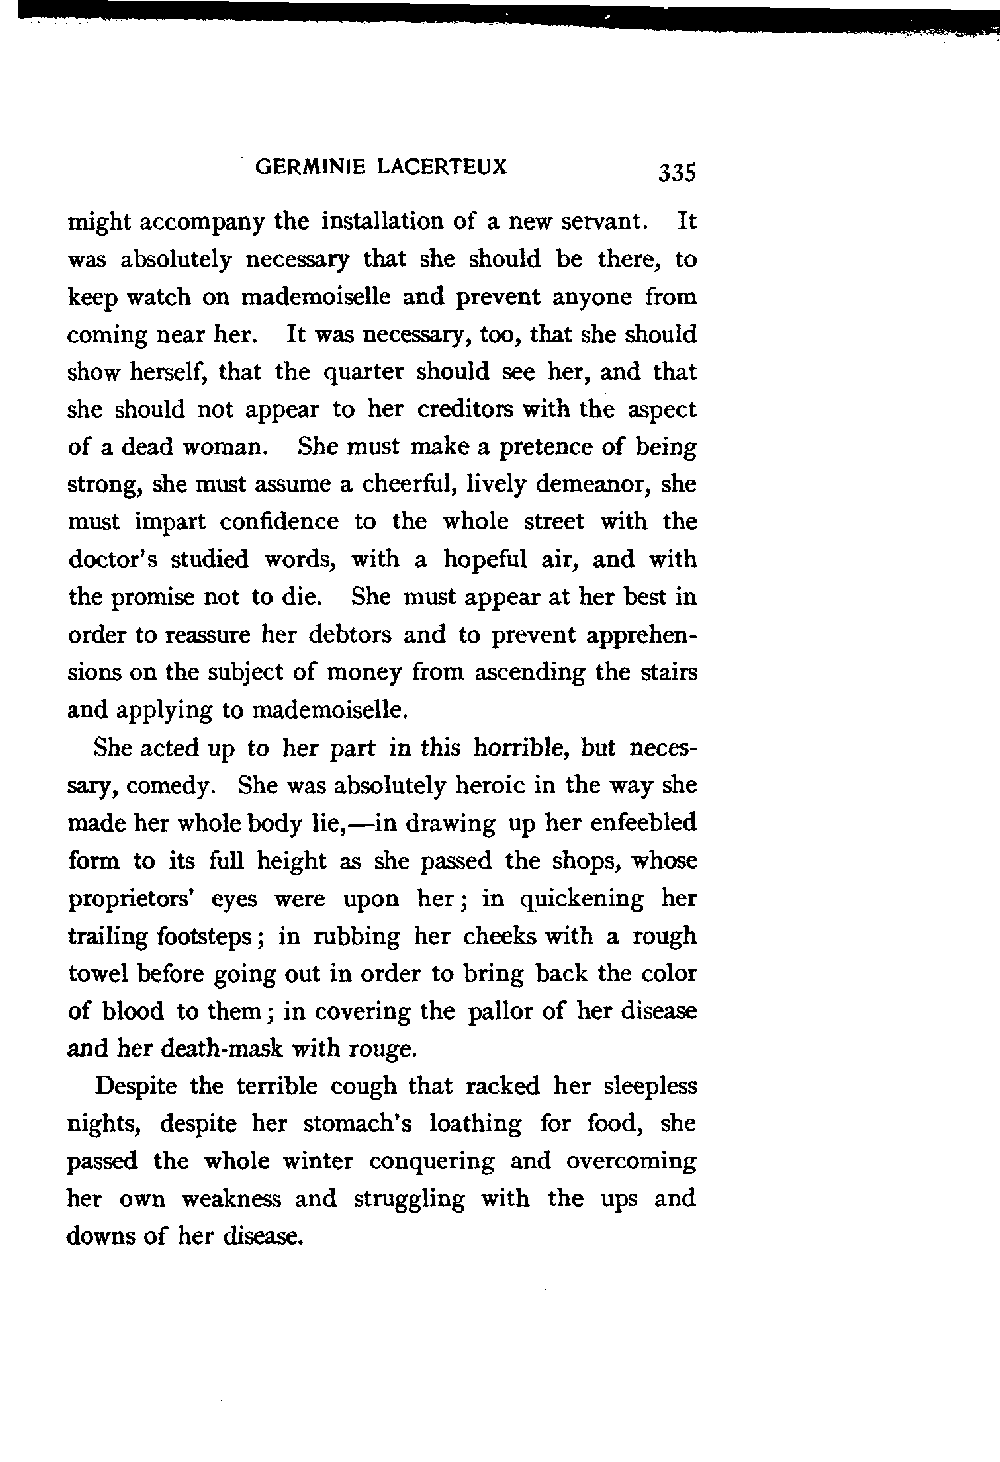 GERMINIE LACERTEUX 335
might accompany the installation of a new servant. It
was absolutely necessary that she should be there, to
keep watch on mademoiselle and prevent anyone from
coming near her. It was necessary, too, that she should
show herself, that the quarter should see her, and that
she should not appear to her creditors with the aspect
of a dead woman. She must make a pretence of being
strong, she must assume a cheerful, lively demeanor, she
must impart confidence to the whole street with the
doctor's studied words, with a hopeful air, and with
the promise not to die. She must appear at her best in
order to reassure her debtors and to prevent apprehen-
sions on the subject of money from ascending the stairs
and applying to mademoiselle.
She acted up to her part in this horrible, but neces-
sary, comedy. She was absolutely heroic in the way she
made her whole body lie,—in drawing up her enfeebled
form to its full height as she passed the shops, whose
proprietors' eyes were upon her; in quickening her
trailing footsteps; in rubbing her cheeks with a rough
towel before going out in order to bring back the color
of blood to them; in covering the pallor of her disease
and her death-mask with rouge.
Despite the terrible cough that racked her sleepless
nights, despite her stomach's loathing for food, she
passed the whole winter conquering and overcoming
her own weakness and struggling with the ups and
downs of her disease.